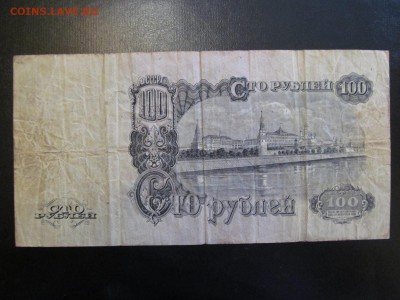 COINS.LAVE.RU
СТО РУБЛЕЙ
100
100
СТО
РУБЛЕЙ
СТО рублей
100